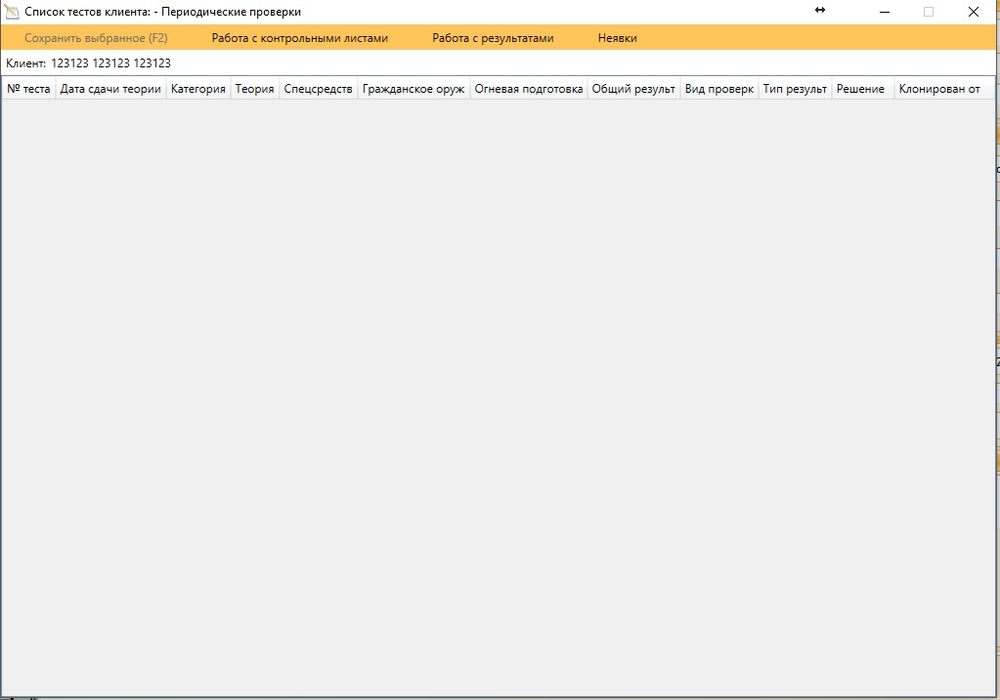 Список тестов клиента: - Периодические проверки
Сохранить выбранное (F2) Работа с контрольными листами Работа с результатами Неявки
Клиент: 123123 123123 123123
№ теста Дата сдачи теории Категория Теория Спецсредств Гражданское оруж Огневая подготовка Общий результ Вид проверк Тип результ Решение Клонирован от